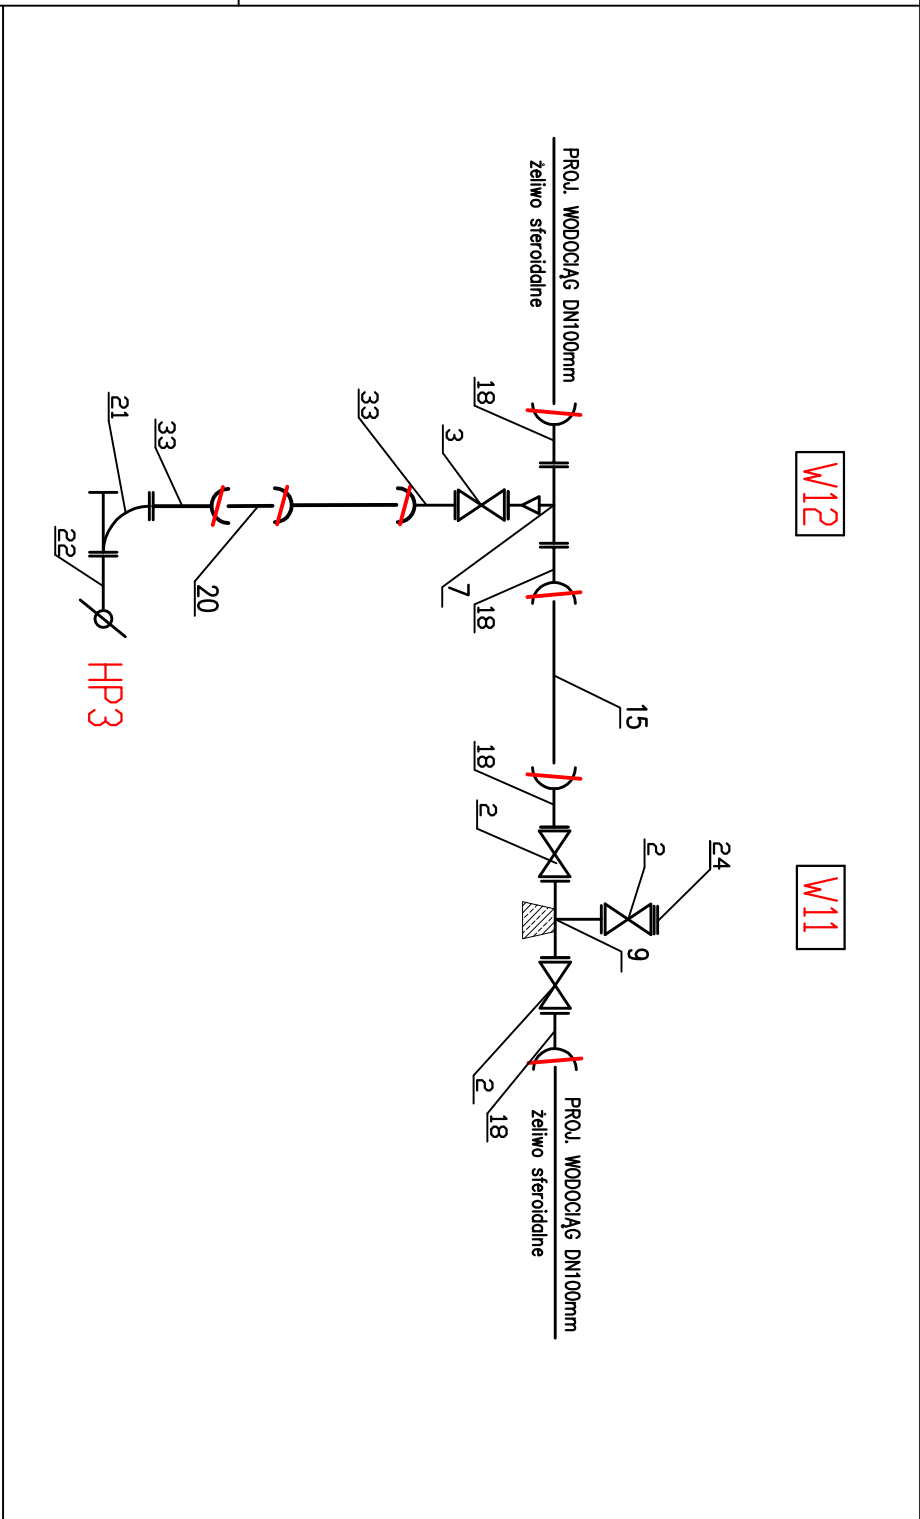 W12
W11
PROJ. WODOCIĄG DN100mm
żeliwo sferoidalne
18
7
18
15
18
2
2
24
9
2
18
PROJ. WODOCIĄG DN100mm
żeliwo sferoidalne
3
33
20
33
21
22
HP3